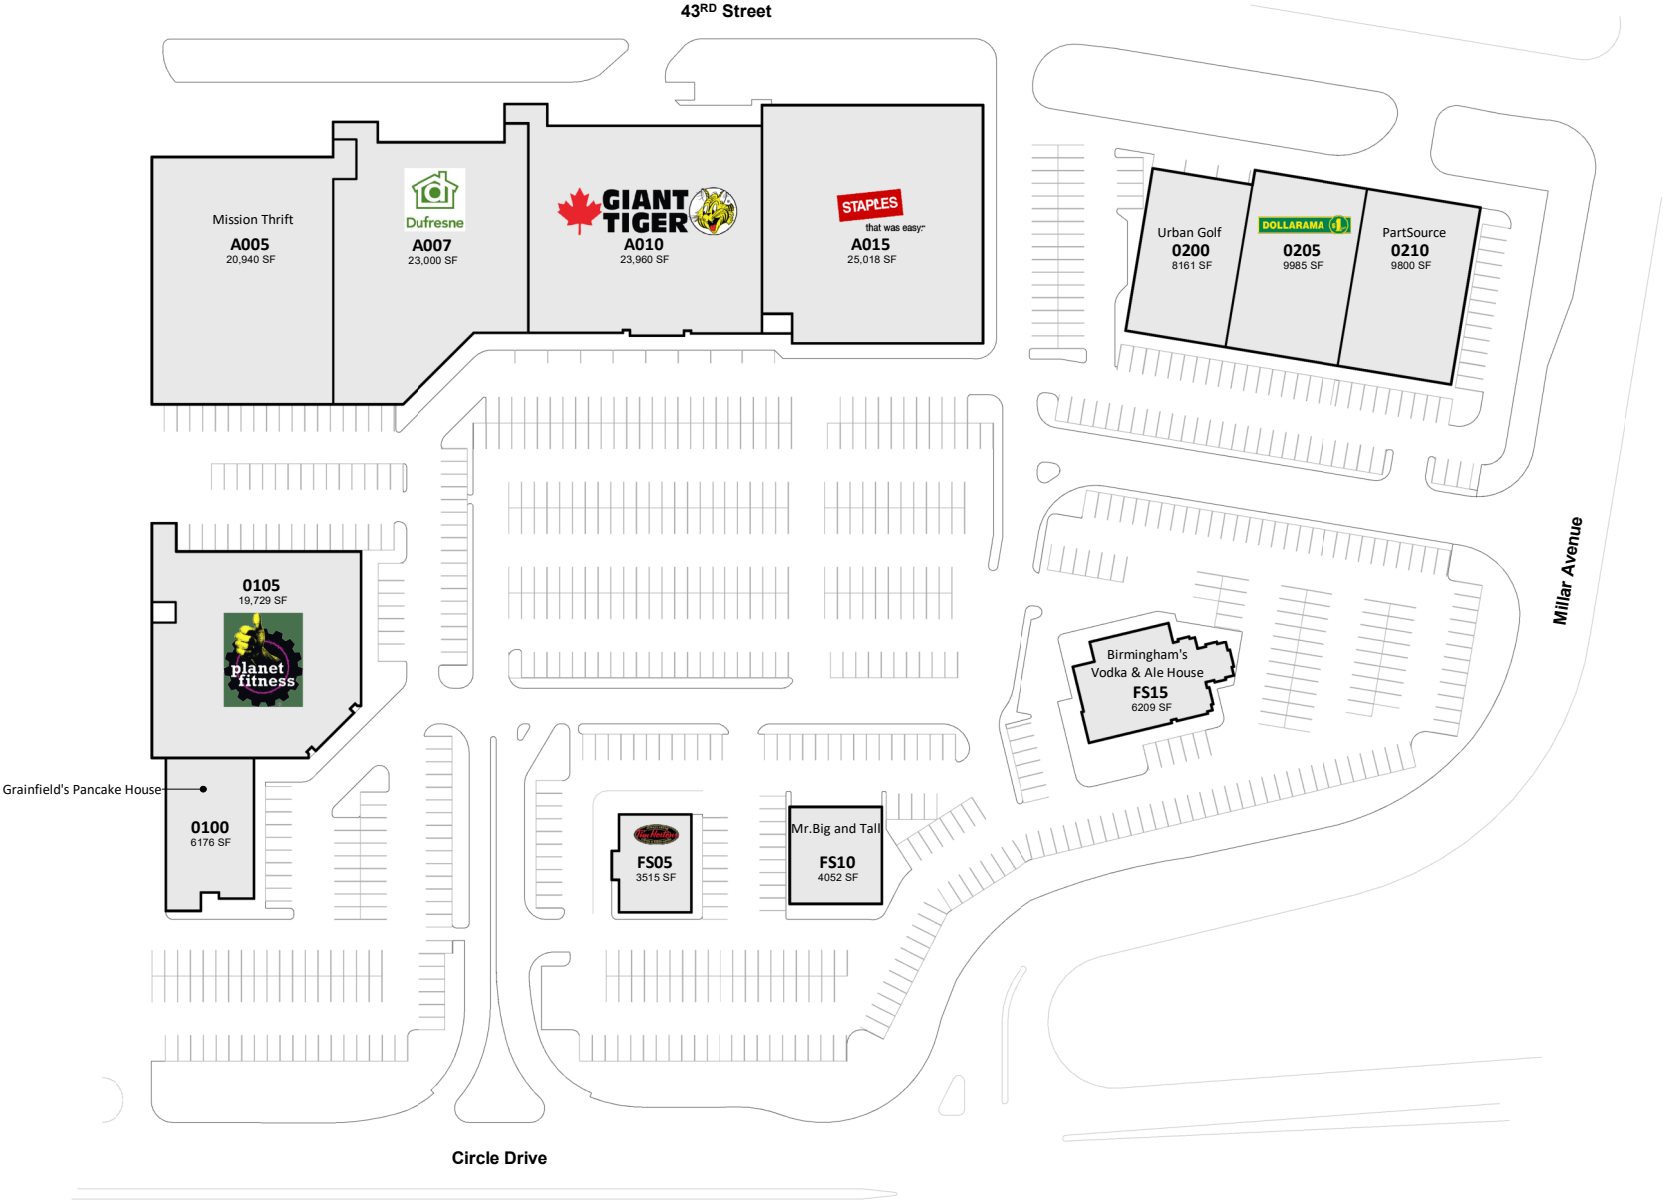 43RD Street
Mission Thrift
A005
20,940 SF
Dufresne
A007
23,000 SF
GIANT
TIGER
A010
23,960 SF
STAPLES
that was easy.
A015
25,018 SF
Urban Golf
0200
8161 SF
DOLLARAMA
0205
9985 SF
PartSource
0210
9800 SF
Millar Avenue
0105
19,729 SF
planet
fitness
Birmingham's
Vodka & Ale House
FS15
6209 SF
Grainfield's Pancake House
0100
6176 SF
Tim Hortons
FS05
3515 SF
Mr.Big and Tall
FS10
4052 SF
Circle Drive